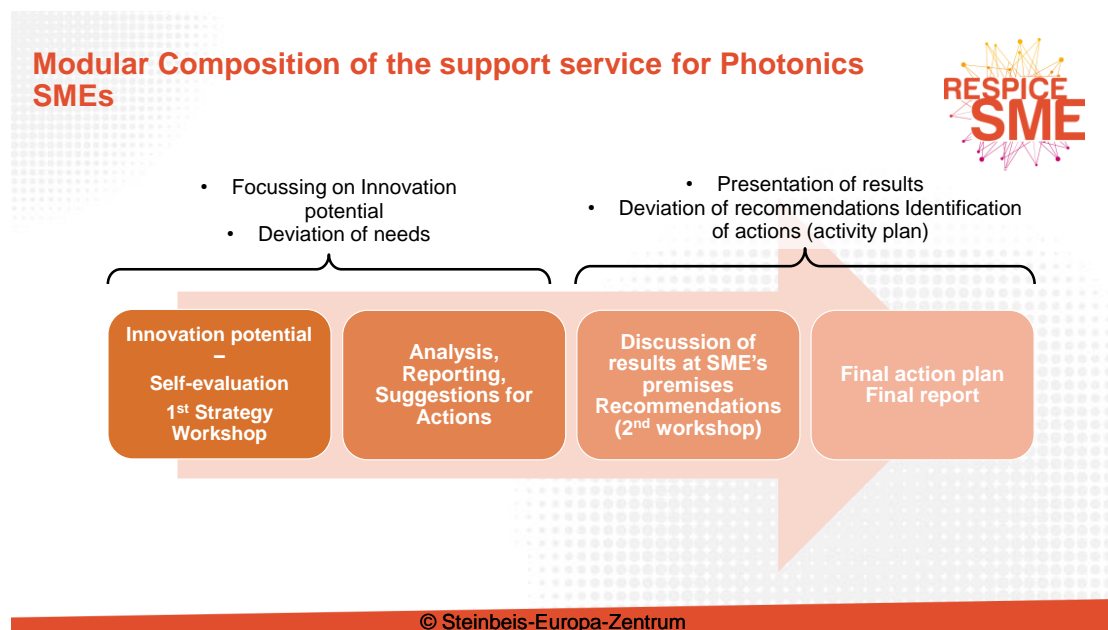 Modular Composition of the support service for Photonics
SMEs
RESPICE
SME
• Focussing on Innovation
potential
• Deviation of needs
• Presentation of results
• Deviation of recommendations Identification
of actions (activity plan)
Innovation potential
–
Self-evaluation
1st Strategy
Workshop
Analysis,
Reporting,
Suggestions for
Actions
Discussion of
results at SME's
premises
Recommendations
(2nd workshop)
Final action plan
Final report
© Steinbeis-Europa-Zentrum